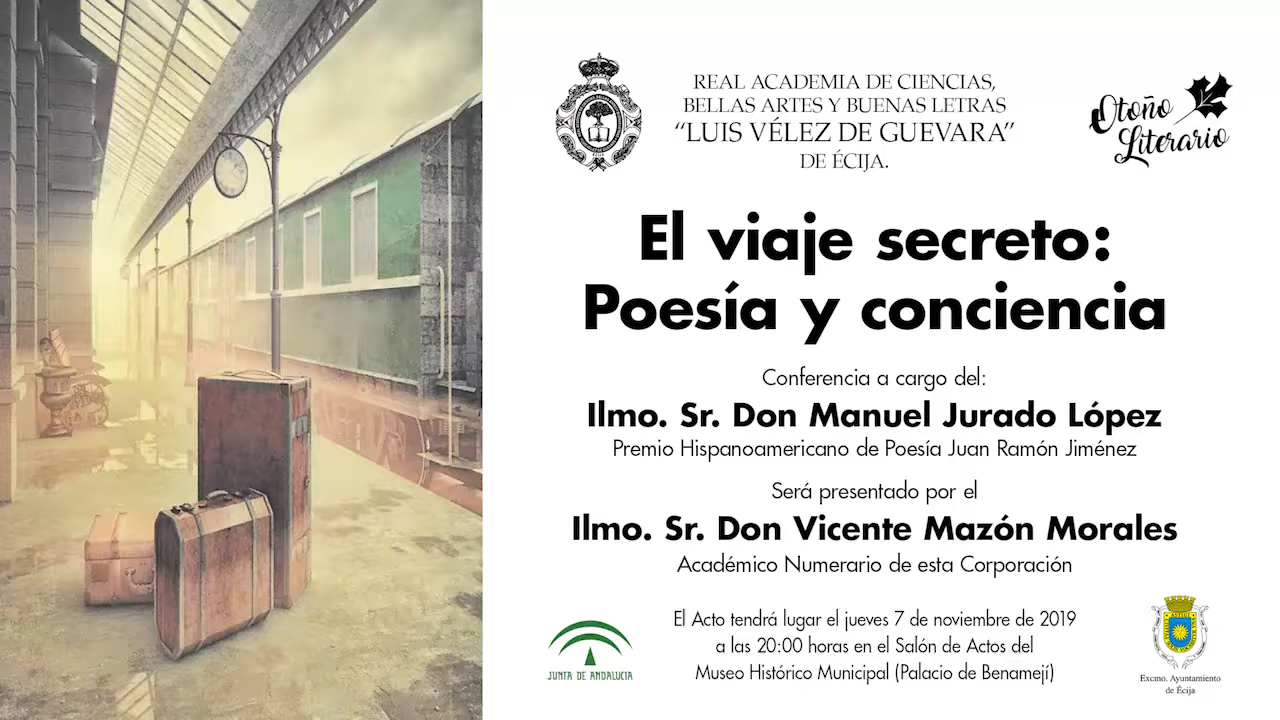 REAL ACADEMIA DE CIENCIAS,
BELLAS ARTES Y BUENAS LETRAS
“LUIS VÉLEZ DE GUEVARA”
DE ÉCIJA.
Otoño
Literario
El viaje secreto:
Poesía y conciencia
Conferencia a cargo del:
Ilmo. Sr. Don Manuel Jurado López
Premio Hispanoamericano de Poesía Juan Ramón Jiménez
Será presentado por el
Ilmo. Sr. Don Vicente Mazón Morales
Académico Numerario de esta Corporación
El Acto tendrá lugar el jueves 7 de noviembre de 2019
a las 20:00 horas en el Salón de Actos del
Museo Histórico Municipal (Palacio de Benamejí)
JUNTA DE ANDALUCIA
Excmo. Ayuntamiento
de Écija